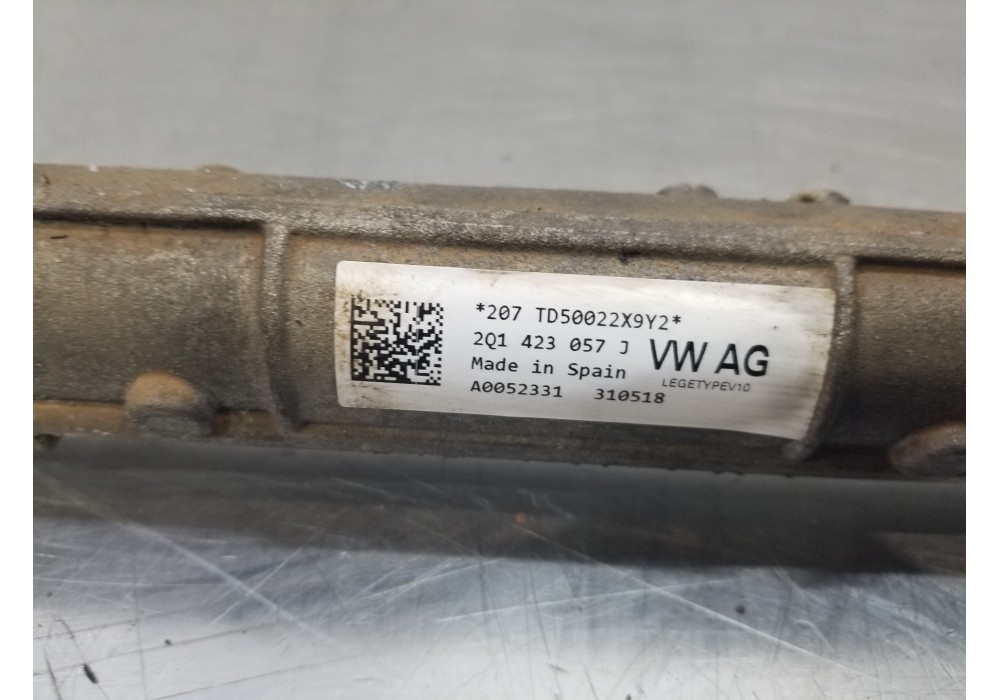 *207 TD50022X9Y2*
2Q1 423 057 J
VW AG
Made in Spain
LEGETYPEV10
A0052331 310518